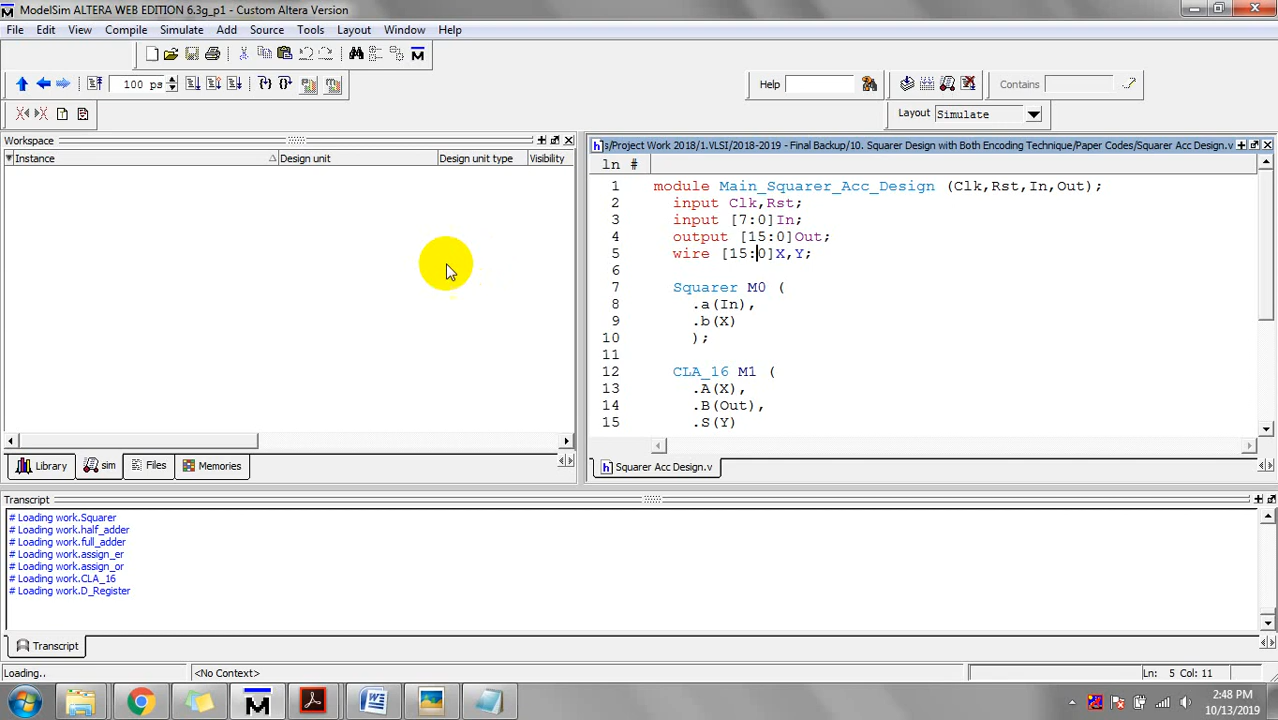 ModelSim ALTERA WEB EDITION 6.3g_p1 - Custom Altera Version
File Edit View Compile Simulate Add Source Tools Layout Window Help
100 ps
Help
Contains
Layout Simulate
Workspace
Instance Design unit Design unit type Visibility
Library sim Files Memories
s/Project Work 2018/1.VLSI/2018-2019 - Final Backup/10. Squarer Design with Both Encoding Technique/Paper Codes/Squarer Acc Design.v
ln #
1 module Main_Squarer_Acc_Design (Clk,Rst,In,Out);
2 input Clk,Rst;
3 input [7:0]In;
4 output [15:0]Out;
5 wire [15:0]X,Y;
6
7 Squarer M0 (
8 .a(In),
9 .b(X)
10 );
11
12 CLA_16 M1 (
13 .A(X),
14 .B(Out),
15 .S(Y)
Squarer Acc Design.v
Transcript
# Loading work.Squarer
# Loading work.half_adder
# Loading work.full_adder
# Loading work.assign_er
# Loading work.assign_or
# Loading work.CLA_16
# Loading work.D_Register
Transcript
Loading.. <No Context> Ln: 5 Col: 11
2:48 PM
10/13/2019